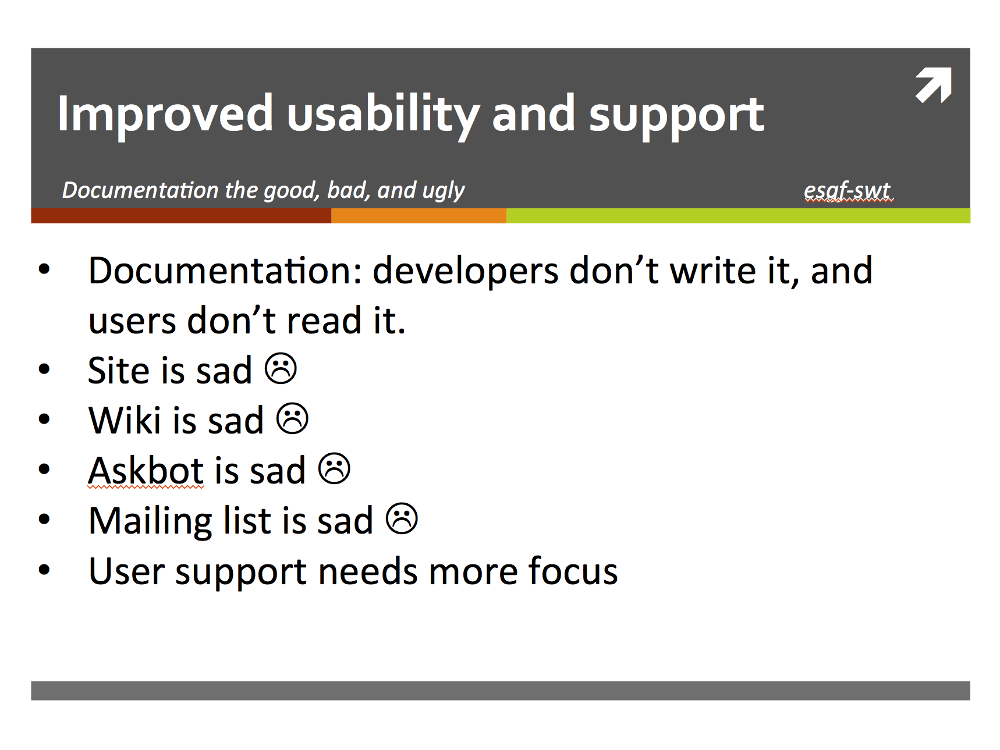 Improved usability and support
Documentation the good, bad, and ugly esgf-swt
• Documentation: developers don’t write it, and
users don’t read it.
• Site is sad ☹
• Wiki is sad ☹
• Askbot is sad ☹
• Mailing list is sad ☹
• User support needs more focus